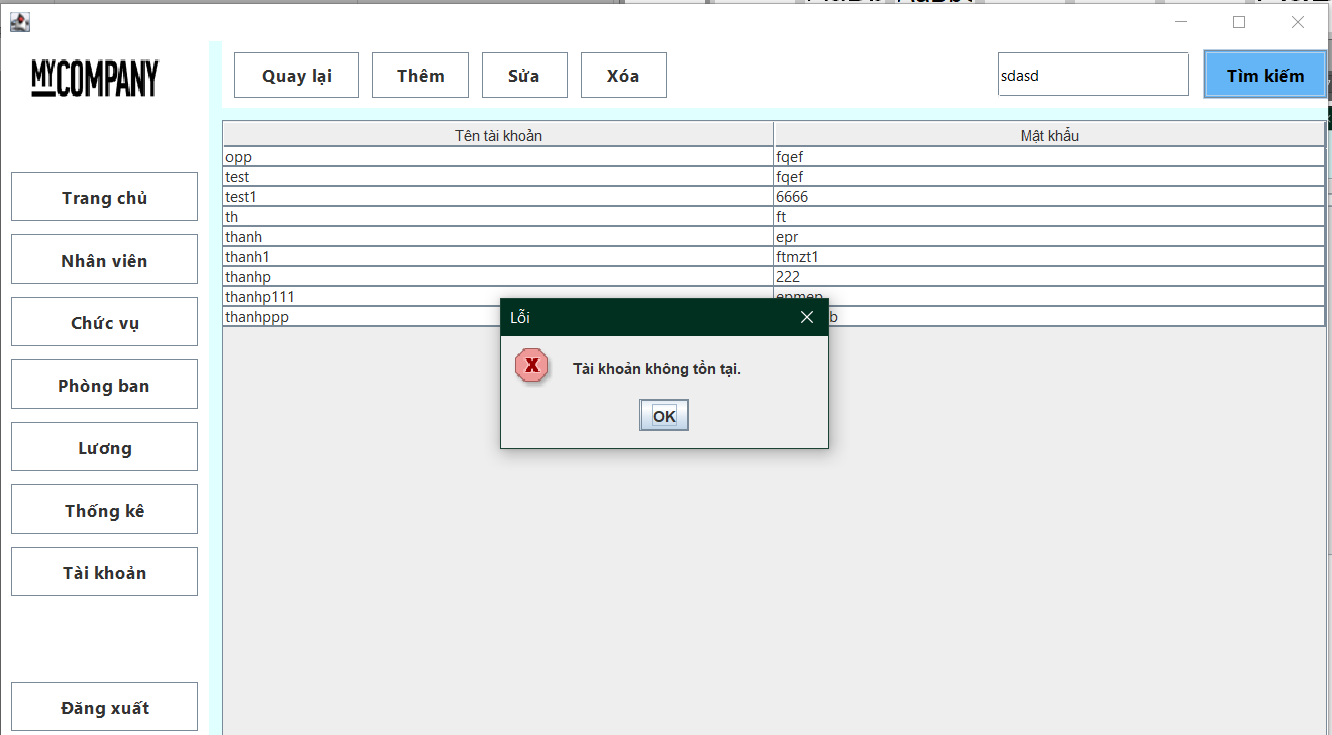 MYCOMPANY
Quay lại Thêm Sửa Xóa sdasd Tìm kiếm
Trang chủ
Nhân viên
Chức vụ
Phòng ban
Lương
Thống kê
Tài khoản
Đăng xuất
Tên tài khoản Mật khẩu
opp fqef
test fqef
test1 6666
th ft
thanh epr
thanh1 ftmzt1
thanhp 222
thanhp111
thanhppp b
Lỗi
Tài khoản không tồn tại.
OK